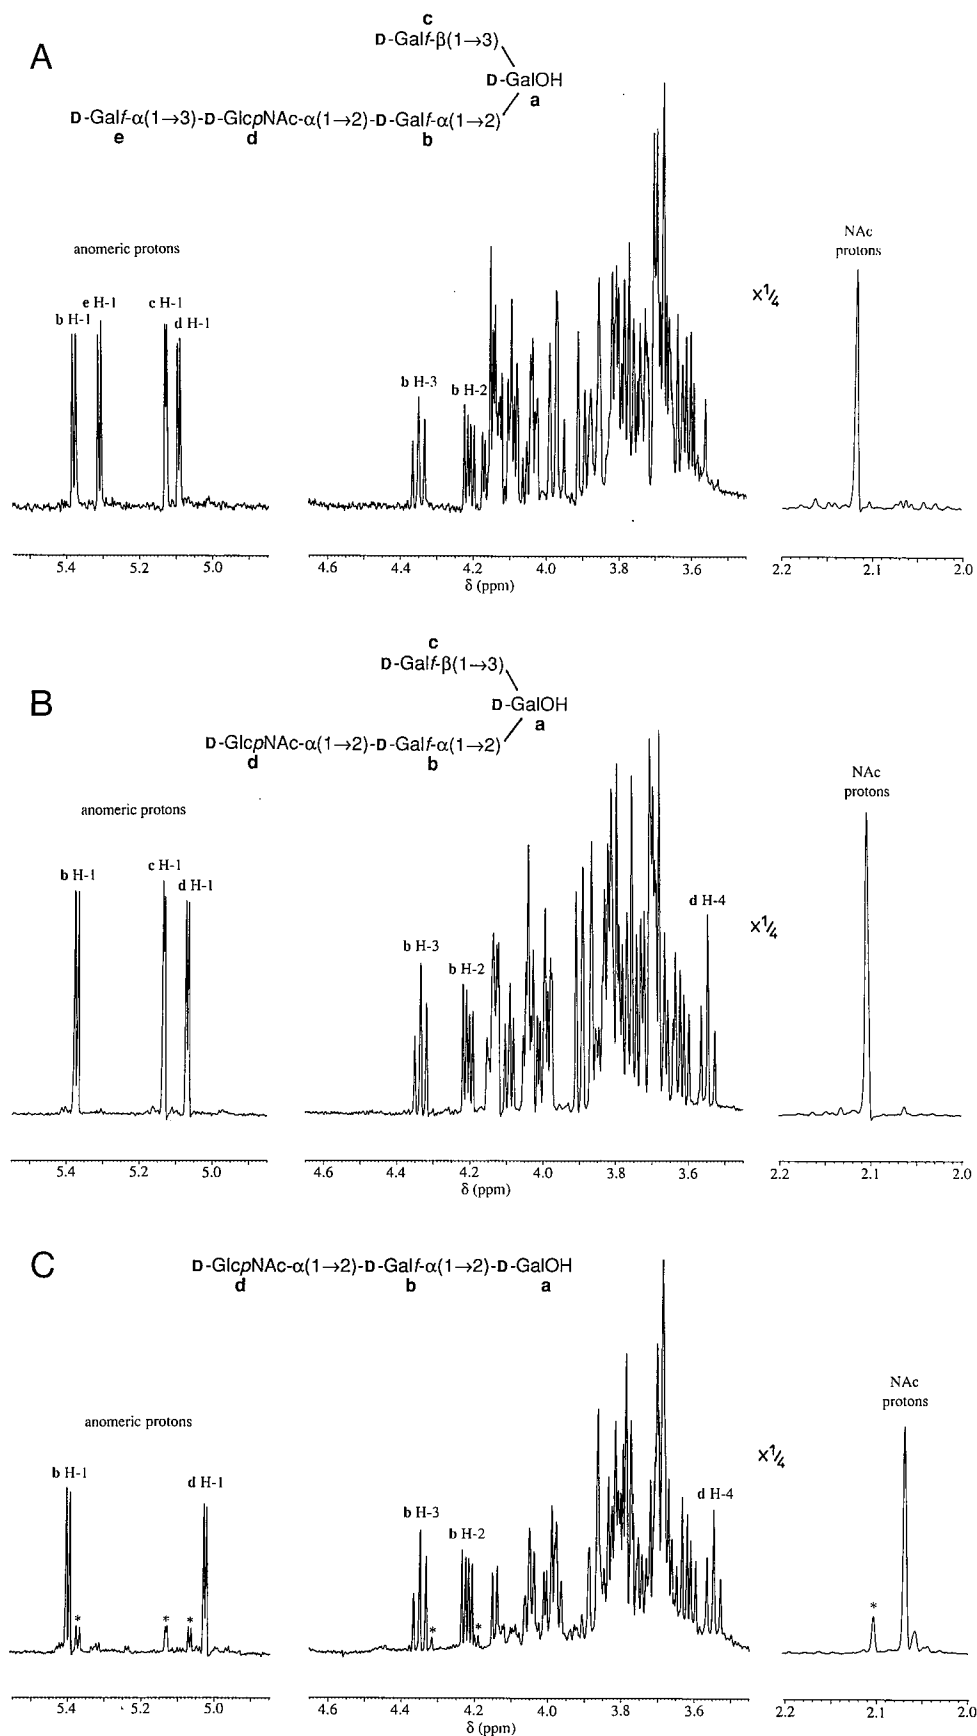 A
c
D-Galf-β(1→3)
D-GalOH
a
D-Galf-α(1→3)-D-GlcpNAc-α(1→2)-D-Galf-α(1→2)
e d b
anomeric protons
NAc
protons
e H-1
c H-1
b H-1
d H-1
x1/4
b H-3
b H-2
5.4 5.2 5.0
4.6 4.4 4.2 4.0 3.8 3.6
2.2 2.1 2.0
δ (ppm)
B
c
D-Galf-β(1→3)
D-GalOH
a
D-GlcpNAc-α(1→2)-D-Galf-α(1→2)
d b
NAc
protons
anomeric protons
c H-1
b H-1
d H-1
d H-4
x1/4
b H-3
b H-2
5.4 5.2 5.0
4.6 4.4 4.2 4.0 3.8 3.6
2.2 2.1 2.0
δ (ppm)
C
D-GlcpNAc-α(1→2)-D-Galf-α(1→2)-D-GalOH
d b a
NAc
protons
anomeric protons
b H-1
d H-1
x1/4
d H-4
b H-3
b H-2
* * *
* *
*
5.4 5.2 5.0
4.6 4.4 4.2 4.0 3.8 3.6
2.2 2.1 2.0
δ (ppm)